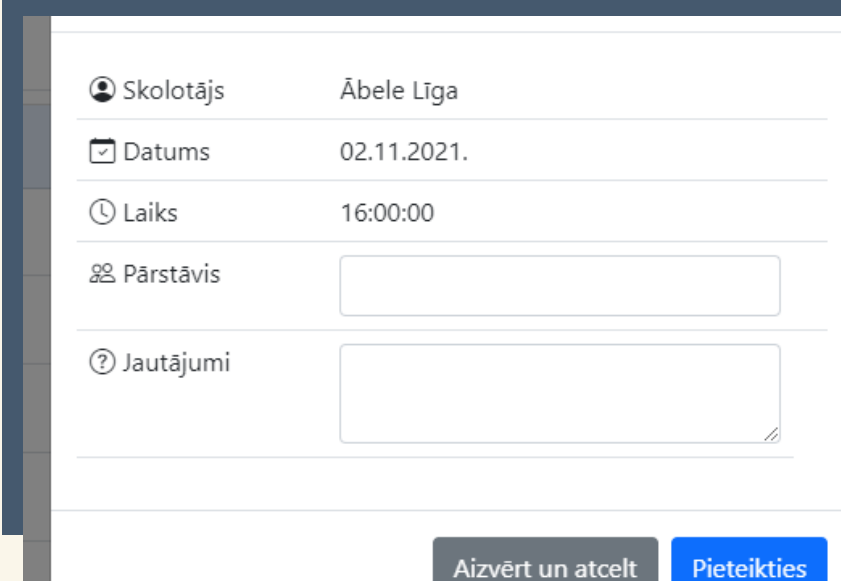 Skolotājs Ābele Līga
Datums 02.11.2021.
Laiks 16:00:00
Pārstāvis
Jautājumi
Aizvērt un atcelt Pieteikties